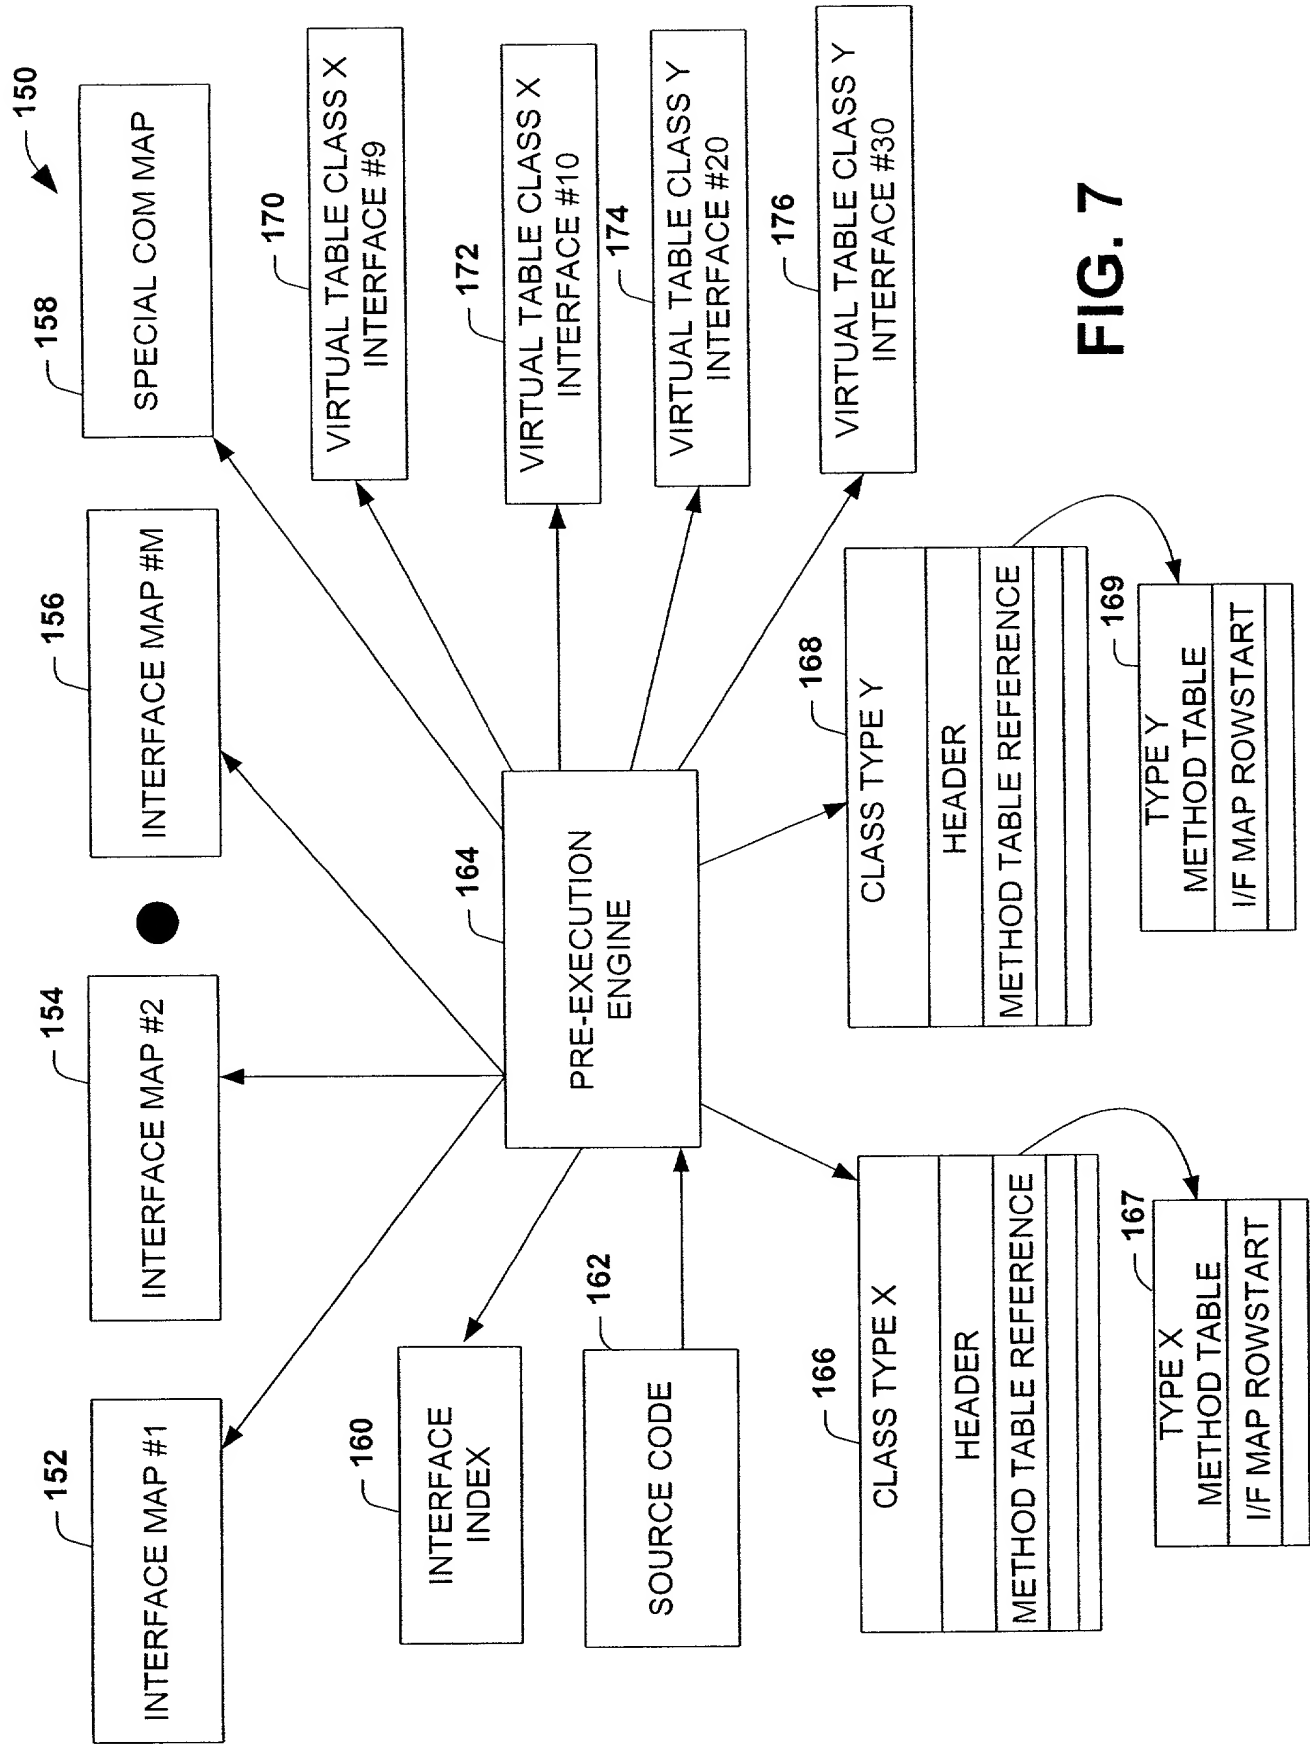 150
152
INTERFACE MAP #1
154
INTERFACE MAP #2
156
INTERFACE MAP #M
158
SPECIAL COM MAP
160
INTERFACE
INDEX
162
SOURCE CODE
164
PRE-EXECUTION
ENGINE
170
VIRTUAL TABLE CLASS X
INTERFACE #9
172
VIRTUAL TABLE CLASS X
INTERFACE #10
174
VIRTUAL TABLE CLASS Y
INTERFACE #20
176
VIRTUAL TABLE CLASS Y
INTERFACE #30
166
CLASS TYPE X
HEADER
METHOD TABLE REFERENCE
167
TYPE X
METHOD TABLE
I/F MAP ROWSTART
168
CLASS TYPE Y
HEADER
METHOD TABLE REFERENCE
169
TYPE Y
METHOD TABLE
I/F MAP ROWSTART
FIG. 7